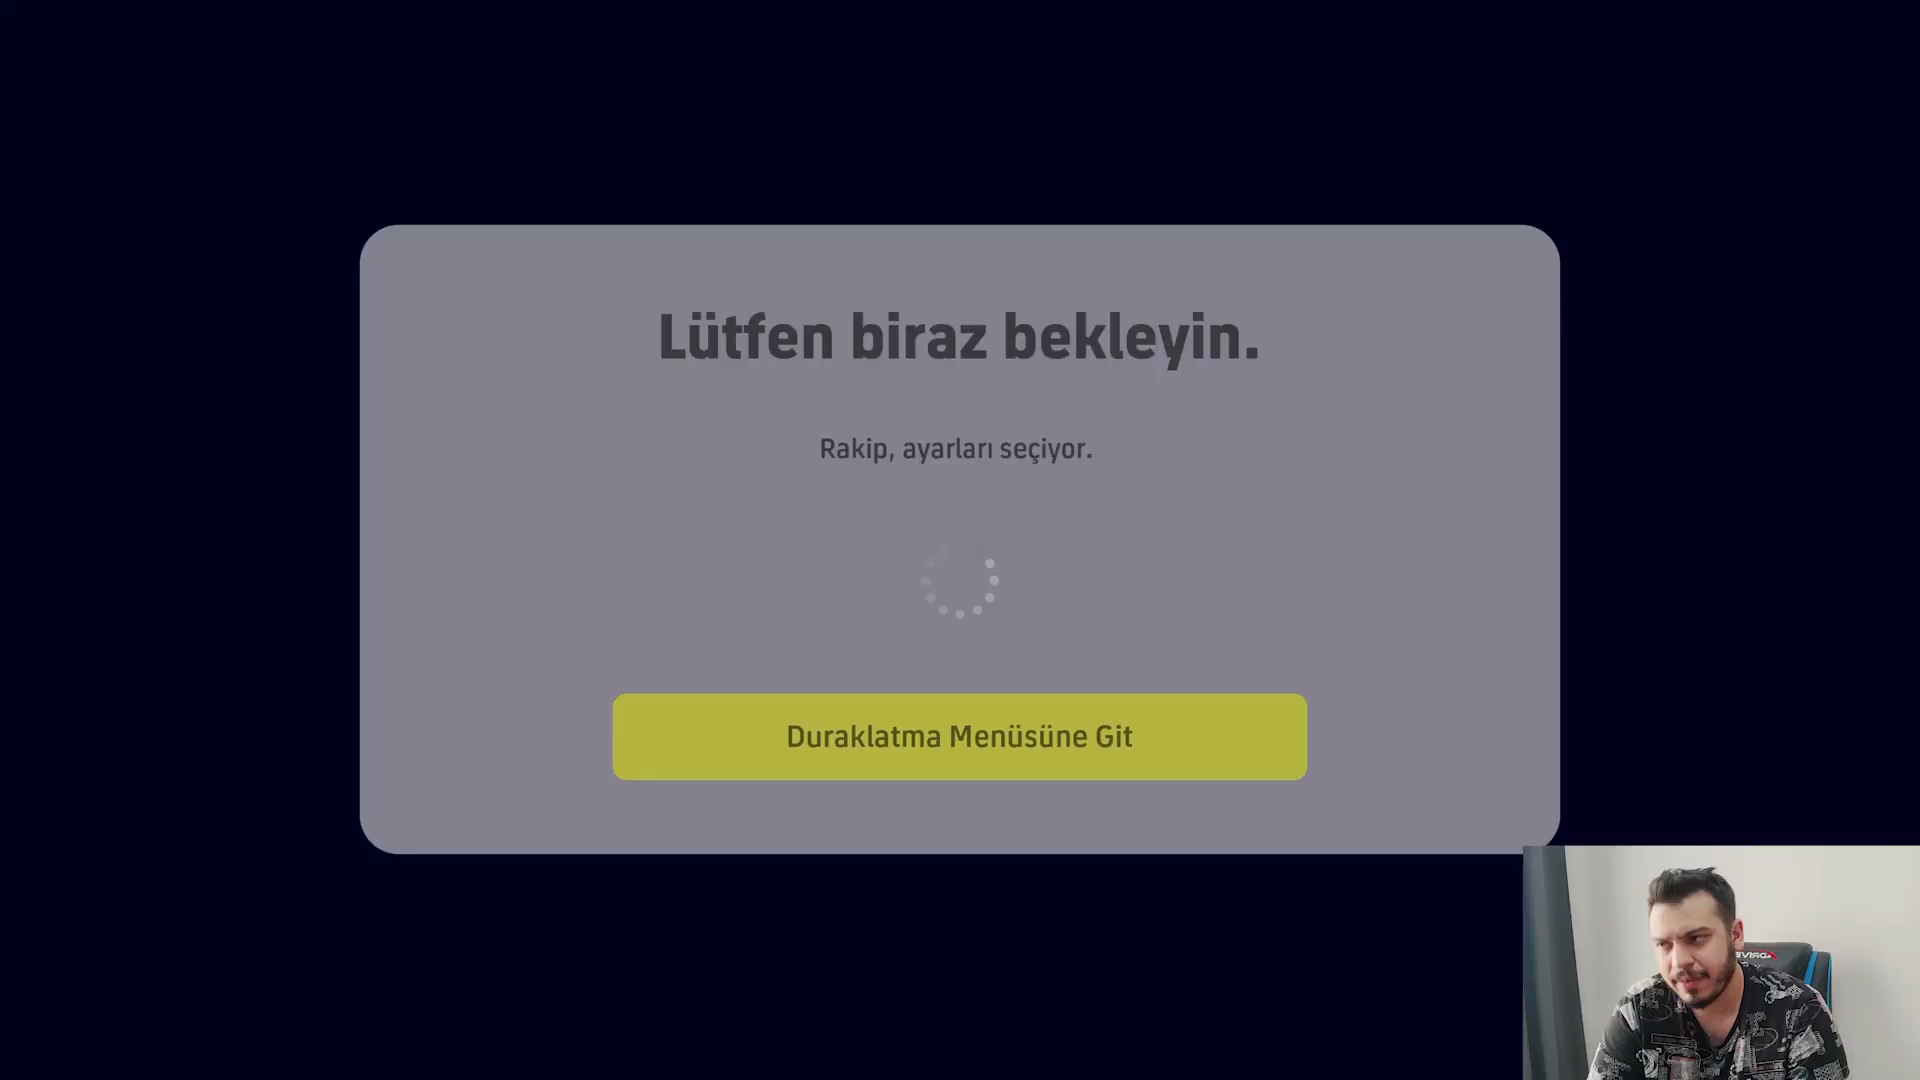 Lütfen biraz bekleyin.
Rakip, ayarları seçiyor.
Duraklatma Menüsüne Git